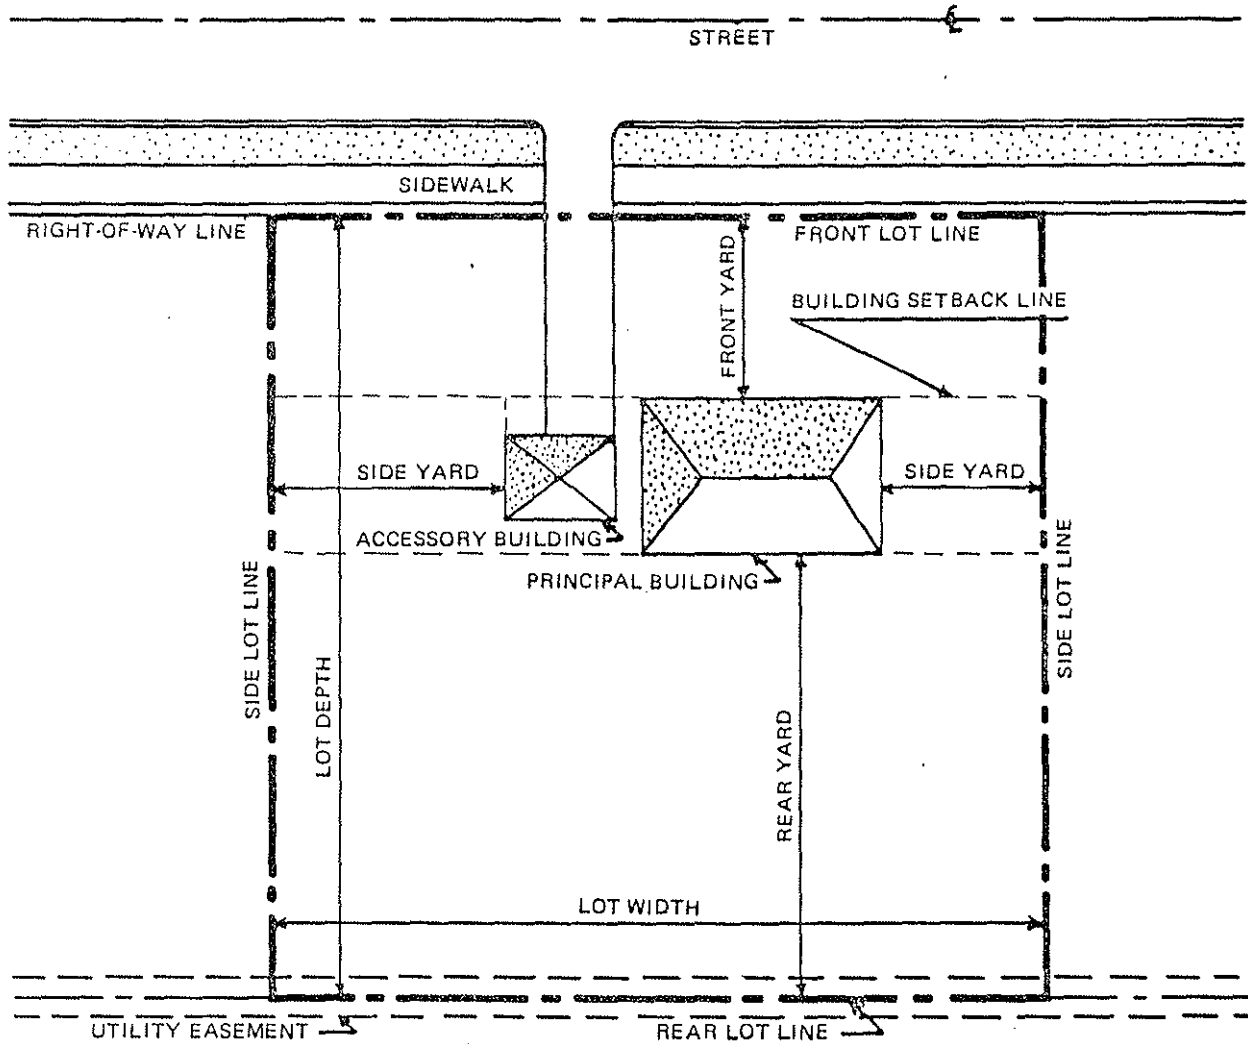 ℄
STREET
SIDEWALK
RIGHT-OF-WAY LINE
FRONT LOT LINE
FRONT YARD
BUILDING SETBACK LINE
SIDE YARD
SIDE YARD
ACCESSORY BUILDING
PRINCIPAL BUILDING
SIDE LOT LINE
SIDE LOT LINE
LOT DEPTH
REAR YARD
LOT WIDTH
UTILITY EASEMENT
REAR LOT LINE